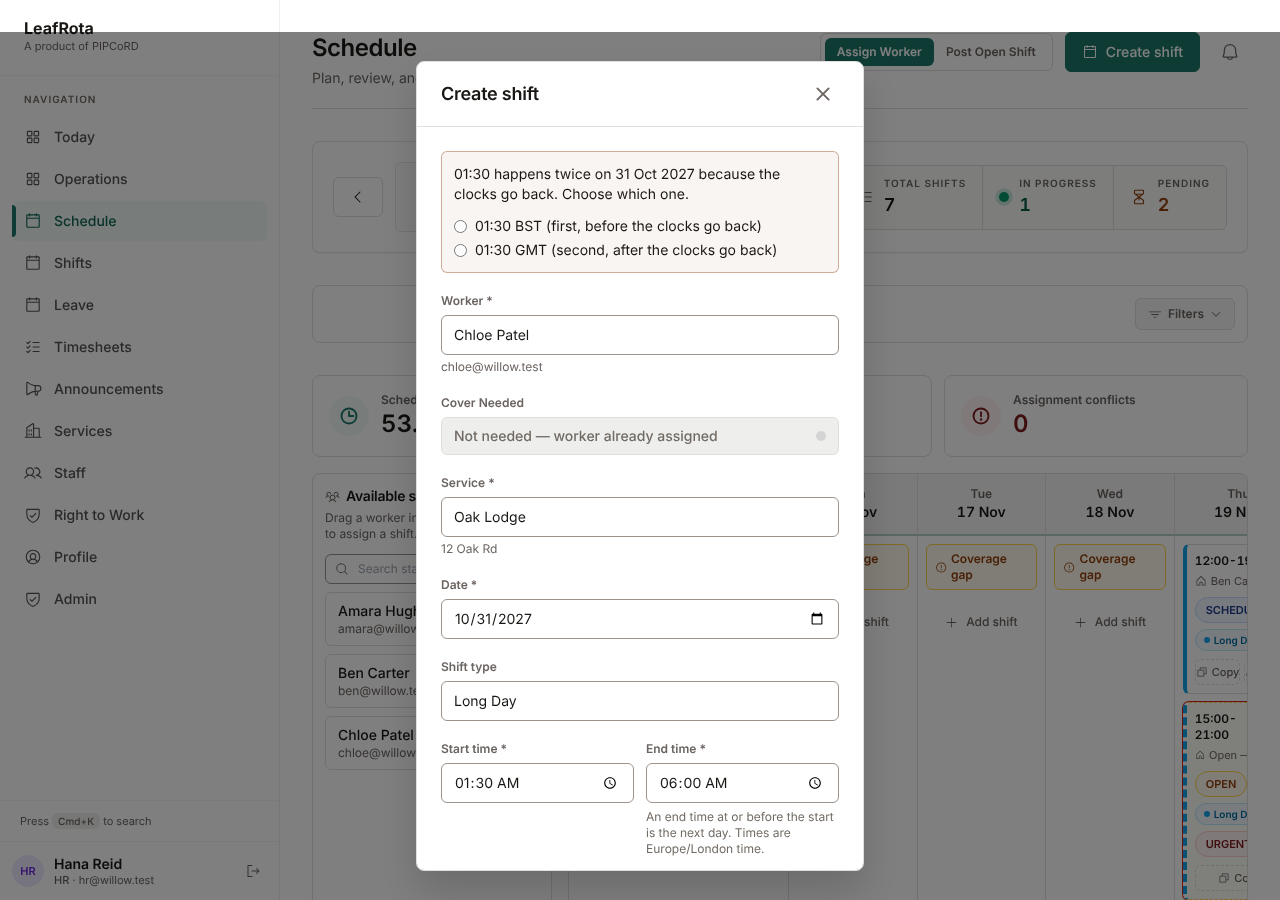 LeafRota
A product of PIPCoRD
NAVIGATION
Today
Operations
Schedule
Shifts
Leave
Timesheets
Announcements
Services
Staff
Right to Work
Profile
Admin
Press Cmd+K to search
HR
Hana Reid
HR · hr@willow.test
Schedule
Plan, review, an
Assign Worker
Post Open Shift
Create shift
TOTAL SHIFTS
7
IN PROGRESS
1
PENDING
2
Filters
Sched
53.
Assignment conflicts
0
Available s
Drag a worker in
to assign a shift.
Search sta
Amara Hugh
amara@willow
Ben Carter
ben@willow.te
Chloe Patel
chloe@willow
Tue
17 Nov
Wed
18 Nov
Thu
19 N
Coverage
gap
Add shift
Coverage
gap
Add shift
12:00-19
Ben Ca
SCHEDU
Long D
Copy
15:00-
21:00
Open —
OPEN
Long D
URGENT
Co
Create shift
01:30 happens twice on 31 Oct 2027 because the
clocks go back. Choose which one.
01:30 BST (first, before the clocks go back)
01:30 GMT (second, after the clocks go back)
Worker *
Chloe Patel
chloe@willow.test
Cover Needed
Not needed — worker already assigned
Service *
Oak Lodge
12 Oak Rd
Date *
10/31/2027
Shift type
Long Day
Start time *
01:30 AM
End time *
06:00 AM
An end time at or before the start
is the next day. Times are
Europe/London time.